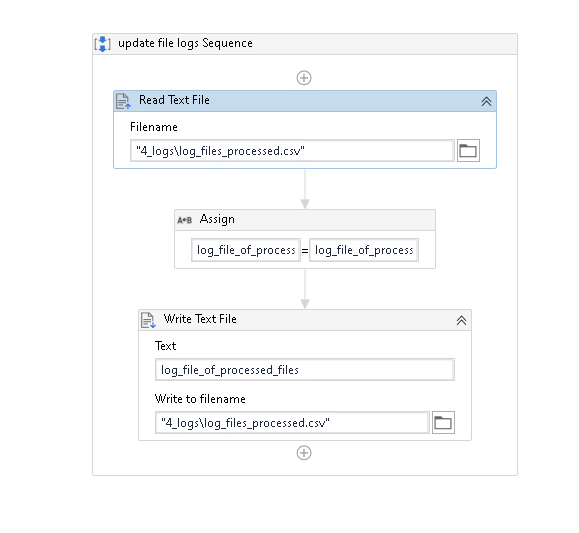 update file logs Sequence
Read Text File
Filename
"4_logs\log_files_processed.csv"
A+B Assign
log_file_of_process = log_file_of_process
Write Text File
Text
log_file_of_processed_files
Write to filename
"4_logs\log_files_processed.csv"